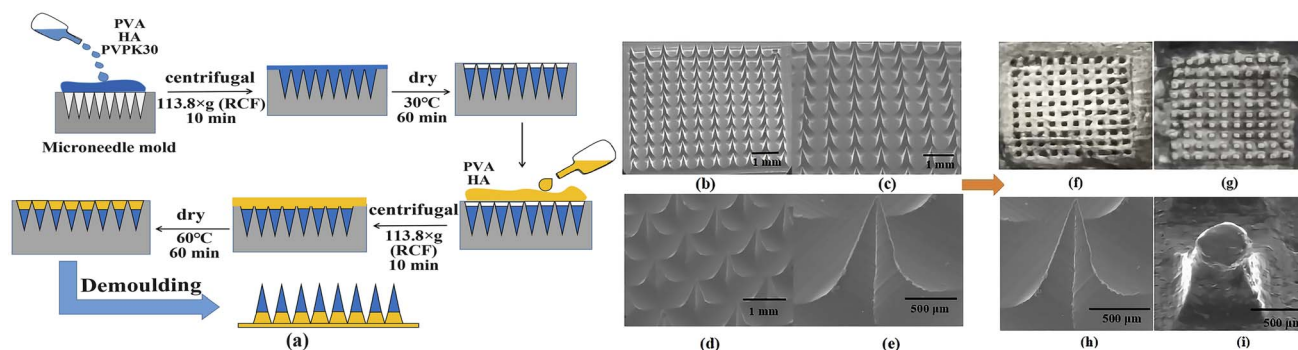 PVA
HA
PVPK30
centrifugal
113.8×g (RCF)
10 min
dry
30℃
60 min
Microneedle mold
PVA
HA
centrifugal
113.8×g
(RCF)
10 min
dry
60℃
60 min
Demoulding
(a)
1 mm
(b)
1 mm
(c)
1 mm
(d)
500 μm
(e)
(f)
(g)
500 μm
(h)
500 μm
(i)